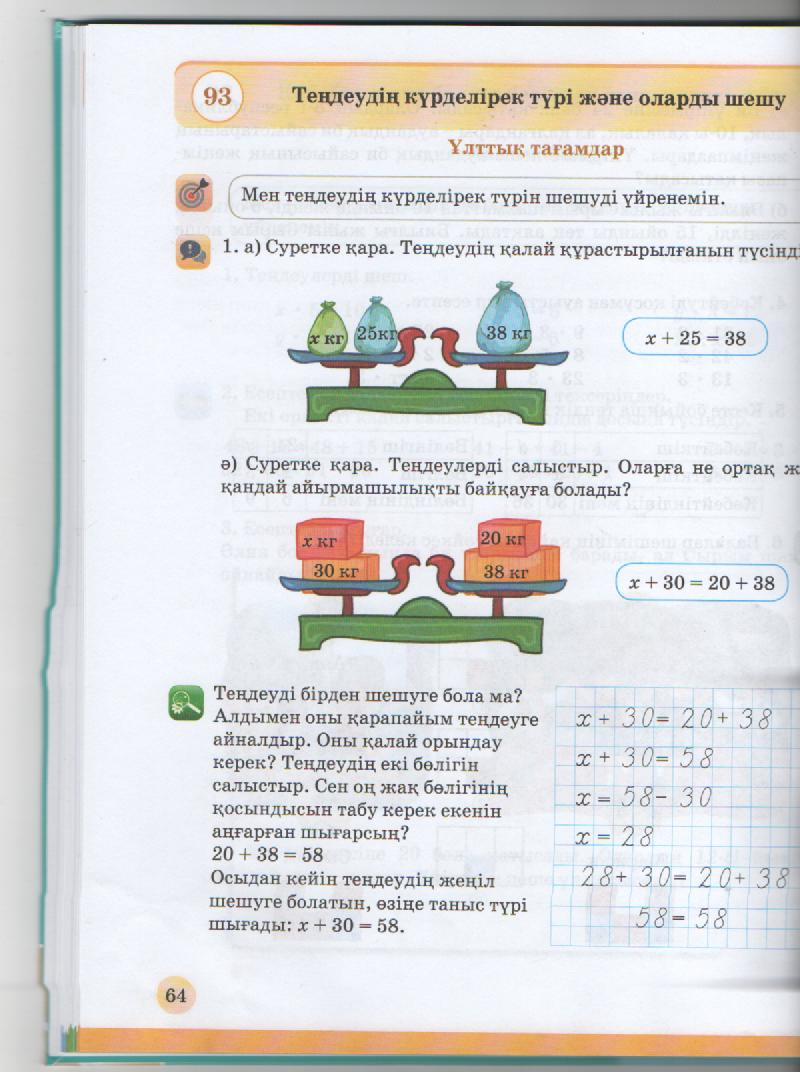 93
Теңдеудің күрделірек түрі және оларды шешу
Ұлттық тағамдар
Мен теңдеудің күрделірек түрін шешуді үйренемін.
1. а) Суретке қара. Теңдеудің қалай құрастырылғанын түсінді
x кг 25кг 38 кг
x + 25 = 38
ә) Суретке қара. Теңдеулерді салыстыр. Оларға не ортақ ж
қандай айырмашылықты байқауға болады?
x кг 20 кг
30 кг 38 кг
x + 30 = 20 + 38
Теңдеуді бірден шешуге бола ма?
Алдымен оны қарапайым теңдеуге
айналдыр. Оны қалай орындау
керек? Теңдеудің екі бөлігін
салыстыр. Сен оң жақ бөлігінің
қосындысын табу керек екенін
аңғарған шығарсың?
20 + 38 = 58
Осыдан кейін теңдеудің жеңіл
шешуге болатын, өзіңе таныс түрі
шығады: x + 30 = 58.
x + 30 = 20 + 38
x + 30 = 58
x = 58 − 30
x = 28
28 + 30 = 20 + 38
58 = 58
64